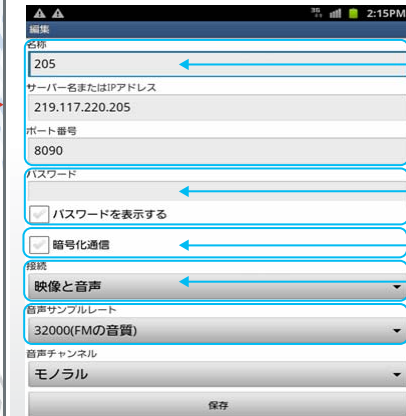 3G 2:15PM
編集
名称
205
サーバー名またはIPアドレス
219.117.220.205
ポート番号
8090
パスワード
パスワードを表示する
暗号化通信
接続
映像と音声
音声サンプルレート
32000(FMの音質)
音声チャンネル
モノラル
保存